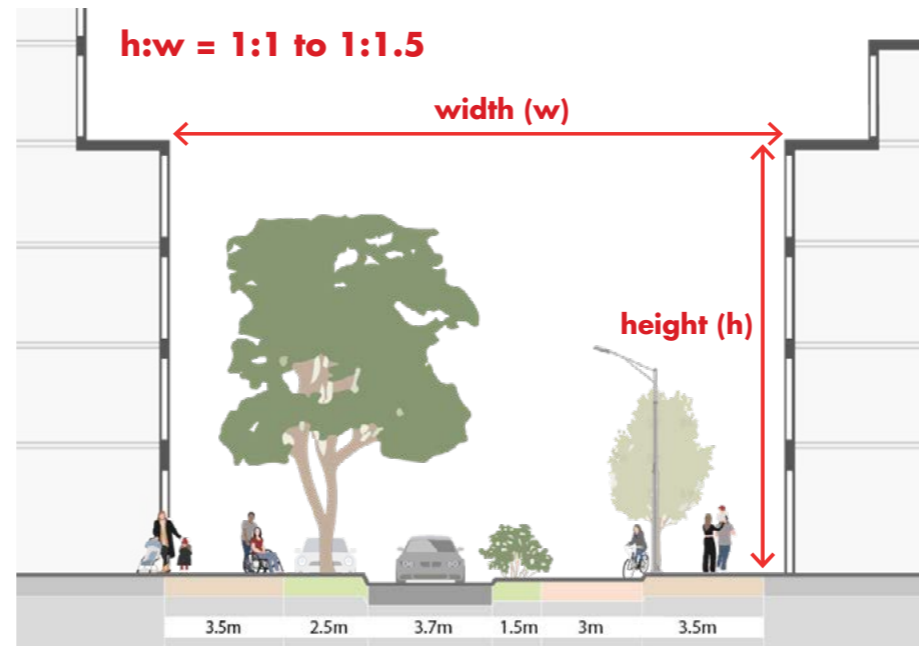 h:w = 1:1 to 1:1.5
width (w)
height (h)
3.5m 2.5m 3.7m 1.5m 3m 3.5m